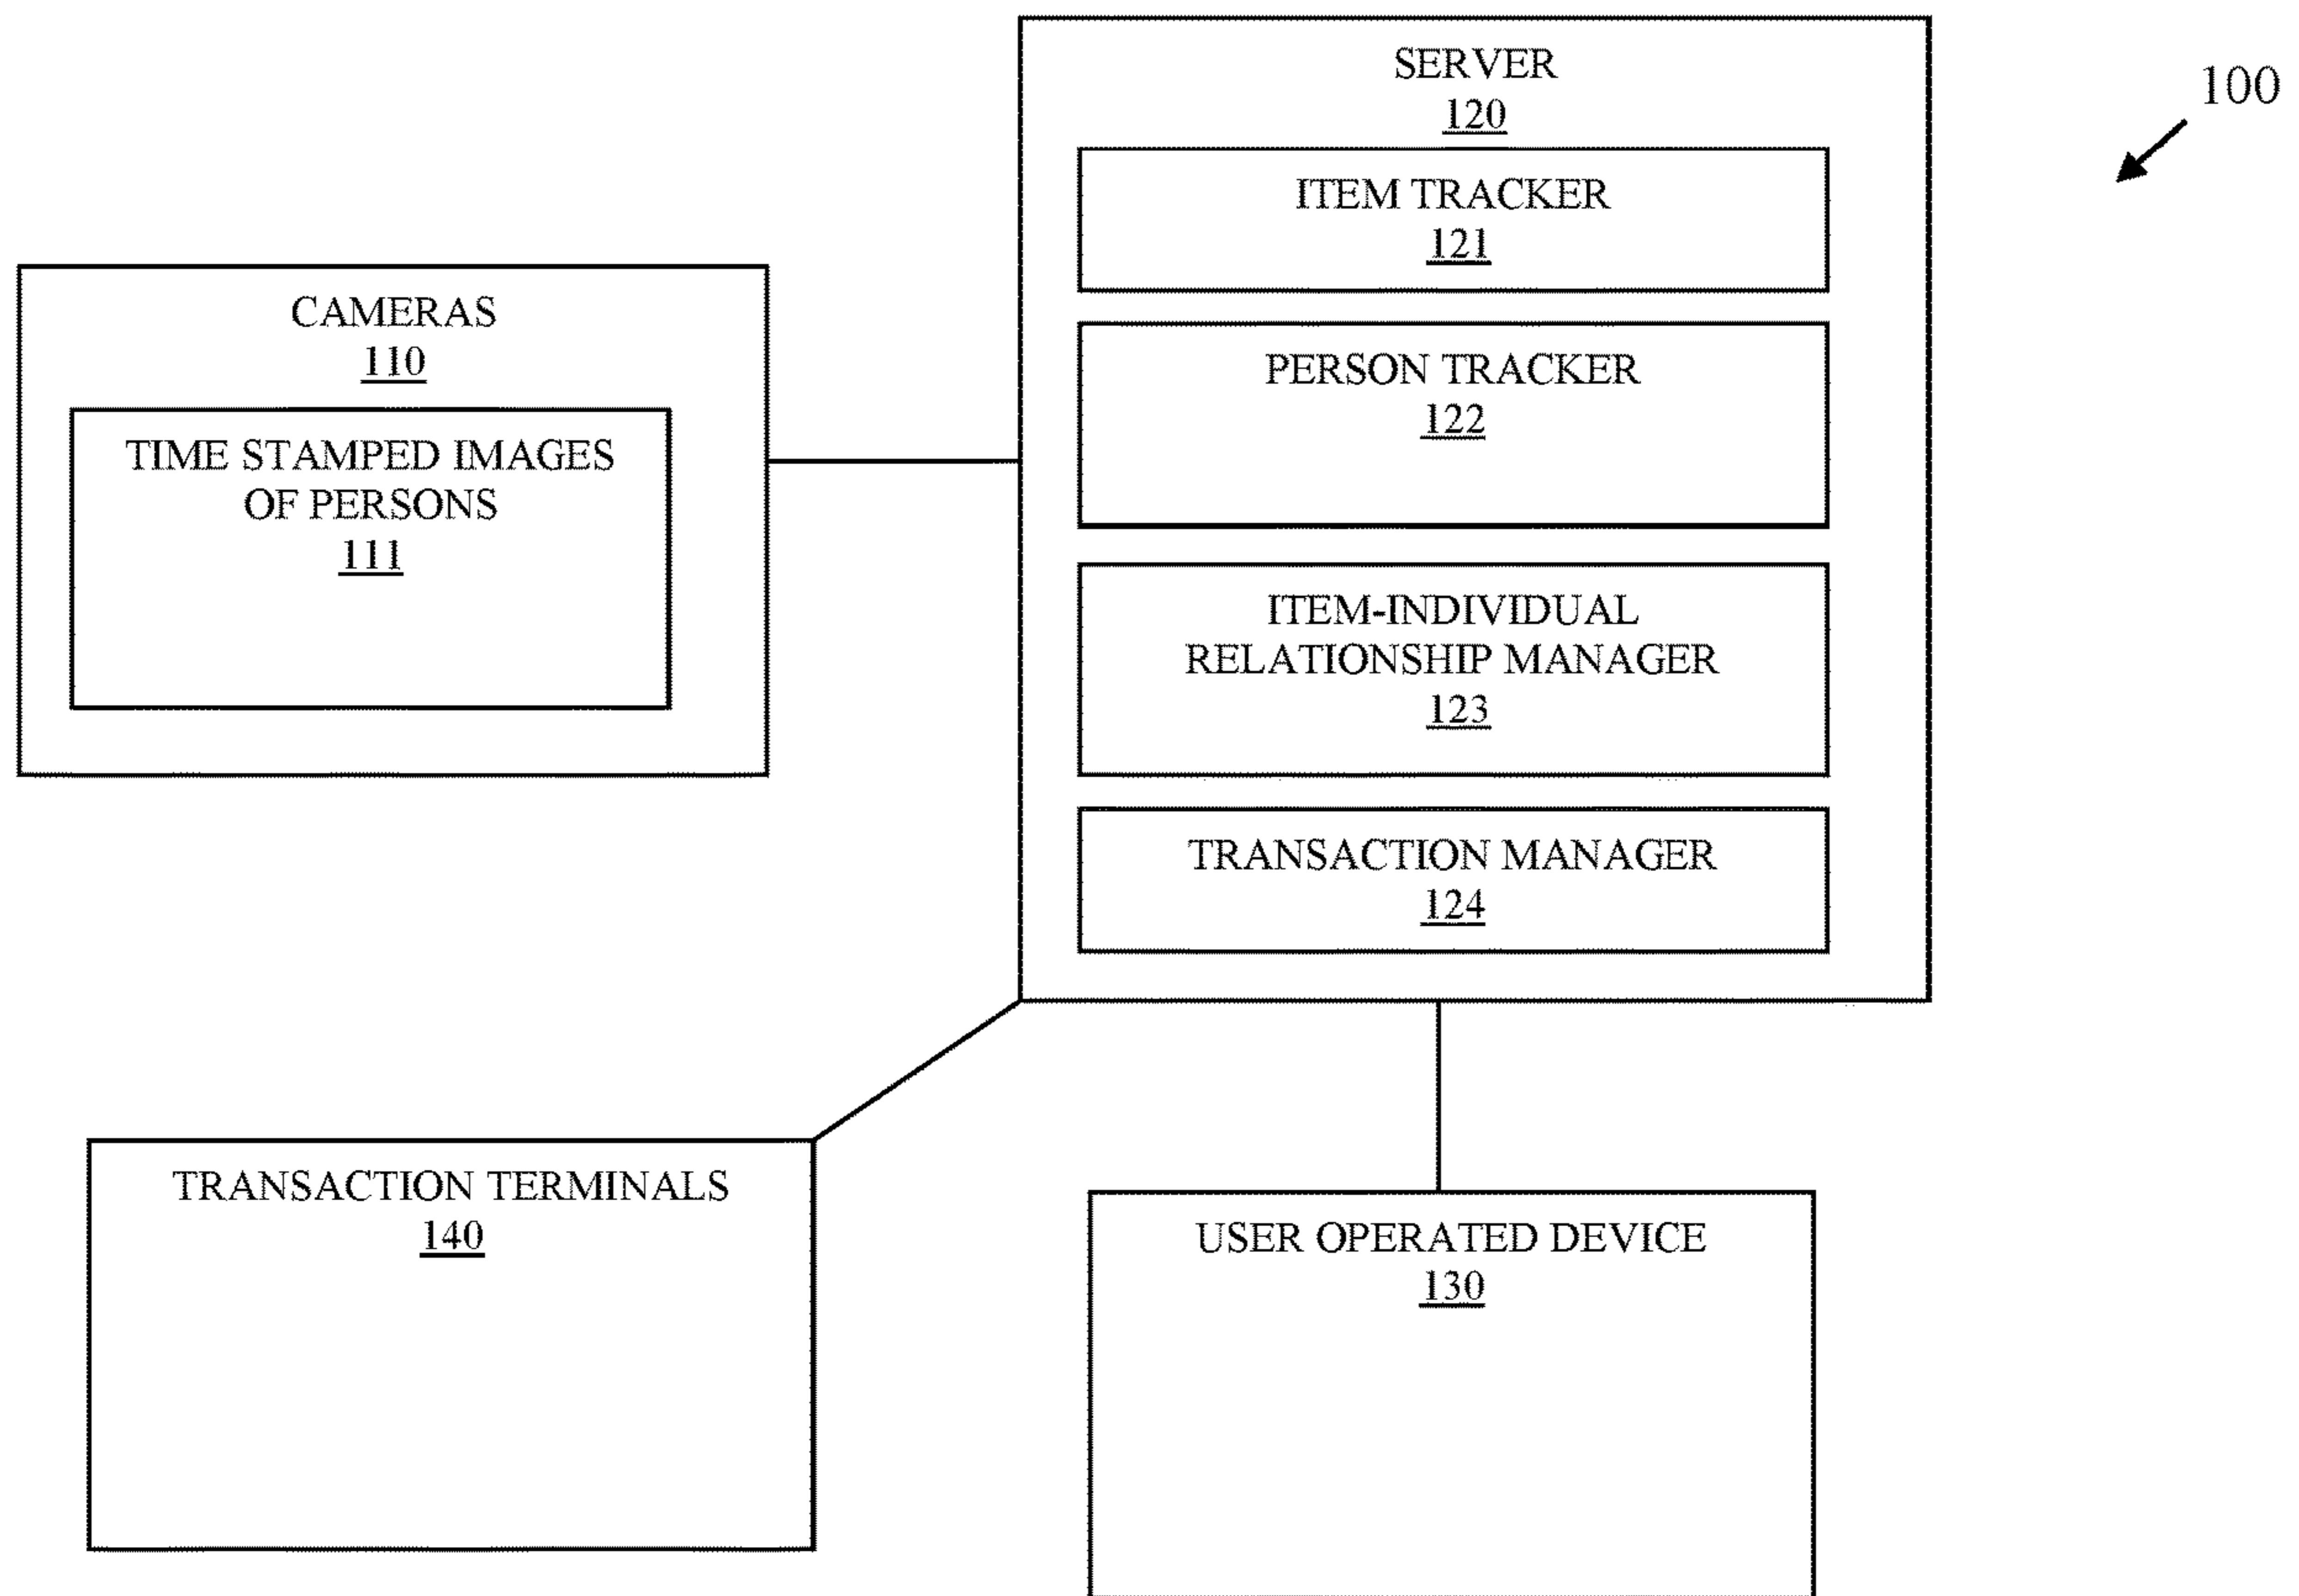 100
SERVER
120
ITEM TRACKER
121
PERSON TRACKER
122
ITEM-INDIVIDUAL
RELATIONSHIP MANAGER
123
TRANSACTION MANAGER
124
CAMERAS
110
TIME STAMPED IMAGES
OF PERSONS
111
TRANSACTION TERMINALS
140
USER OPERATED DEVICE
130